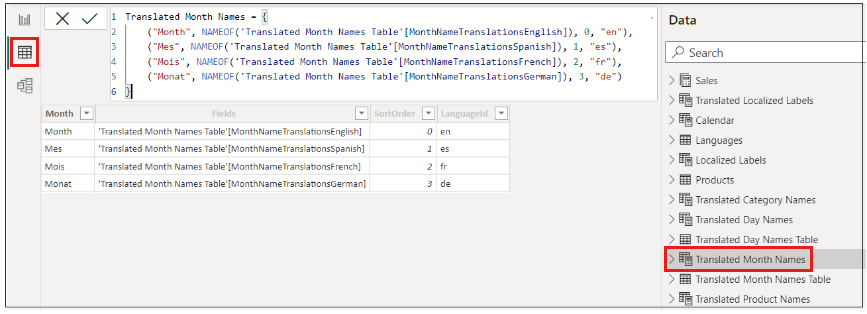 1 Translated Month Names = {
2 ("Month", NAMEOF('Translated Month Names Table'[MonthNameTranslationsEnglish]), 0, "en"),
3 ("Mes", NAMEOF('Translated Month Names Table'[MonthNameTranslationsSpanish]), 1, "es"),
4 ("Mois", NAMEOF('Translated Month Names Table'[MonthNameTranslationsFrench]), 2, "fr"),
5 ("Monat", NAMEOF('Translated Month Names Table'[MonthNameTranslationsGerman]), 3, "de")
6 }
Month Fields SortOrder LanguageId
Month 'Translated Month Names Table'[MonthNameTranslationsEnglish] 0 en
Mes 'Translated Month Names Table'[MonthNameTranslationsSpanish] 1 es
Mois 'Translated Month Names Table'[MonthNameTranslationsFrench] 2 fr
Monat 'Translated Month Names Table'[MonthNameTranslationsGerman] 3 de
Data
Search
Sales
Translated Localized Labels
Calendar
Languages
Localized Labels
Products
Translated Category Names
Translated Day Names
Translated Day Names Table
Translated Month Names
Translated Month Names Table
Translated Product Names